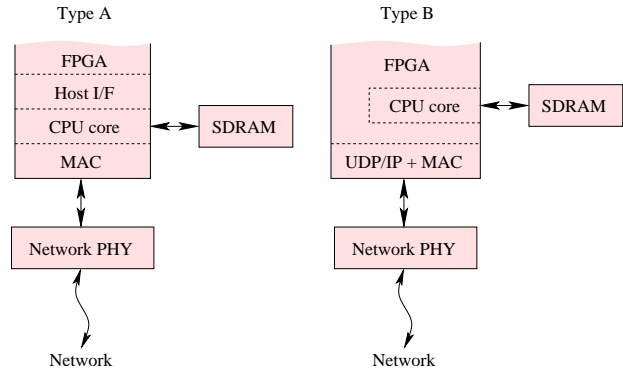 Type A
FPGA
Host I/F
CPU core
SDRAM
MAC
Network PHY
Network
Type B
FPGA
CPU core
SDRAM
UDP/IP + MAC
Network PHY
Network